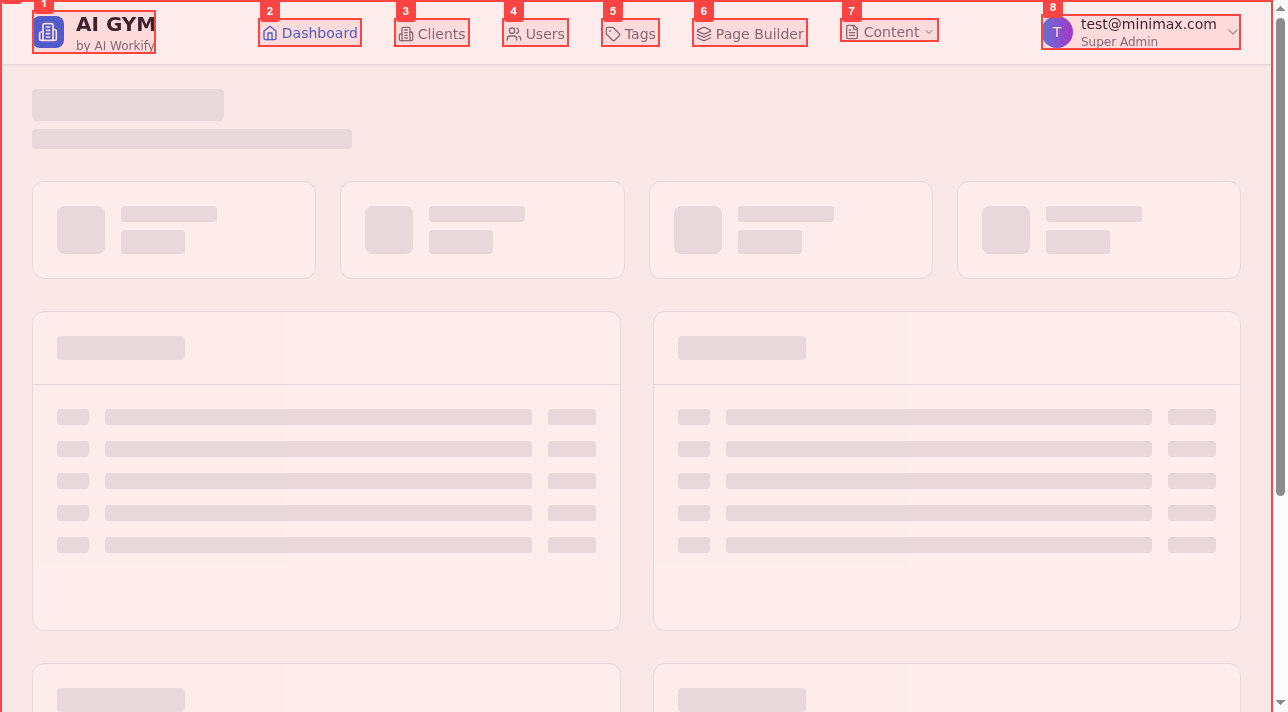 1
AI GYM
by AI Workify
2
Dashboard
3
Clients
4
Users
5
Tags
6
Page Builder
7
Content
8
T
test@minimax.com
Super Admin